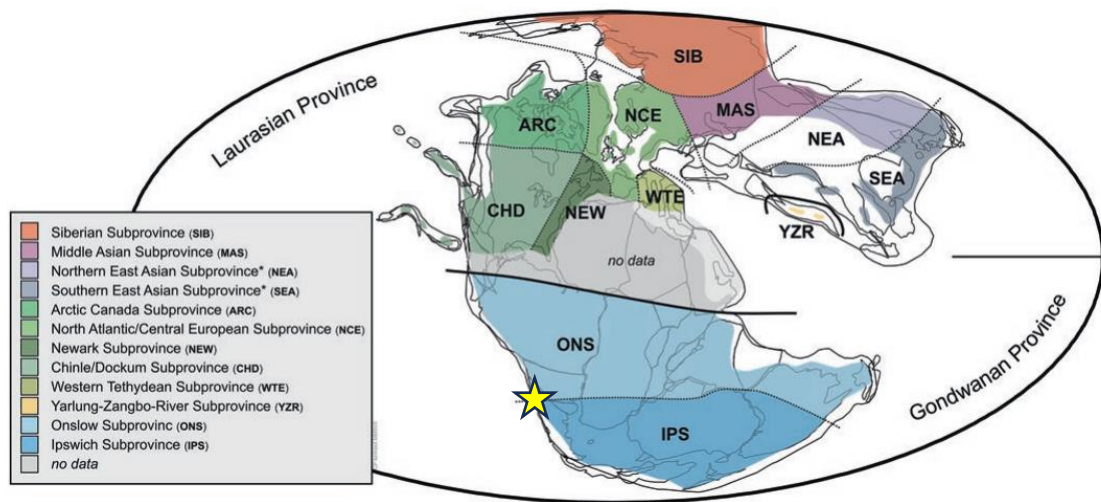 SIB
Laurasian Province
ARC
NCE
MAS
NEA
SEA
CHD
NEW
WTE
YZR
no data
ONS
IPS
Gondwanan Province
Siberian Subprovince (SIB)
Middle Asian Subprovince (MAS)
Northern East Asian Subprovince* (NEA)
Southern East Asian Subprovince* (SEA)
Arctic Canada Subprovince (ARC)
North Atlantic/Central European Subprovince (NCE)
Newark Subprovince (NEW)
Chinle/Dockum Subprovince (CHD)
Western Tethydean Subprovince (WTE)
Yarlung-Zangbo-River Subprovince (YZR)
Onslow Subprovinc (ONS)
Ipswich Subprovince (IPS)
no data